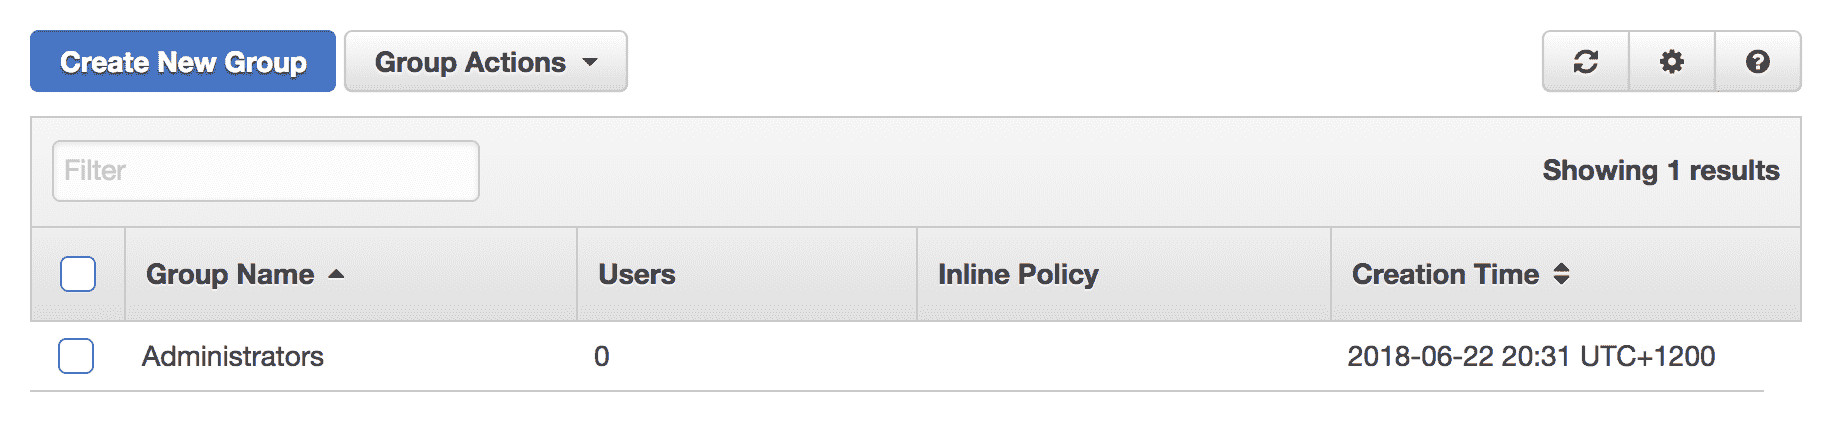 Create New Group Group Actions
Filter Showing 1 results
Group Name Users Inline Policy Creation Time
Administrators 0 2018-06-22 20:31 UTC+1200